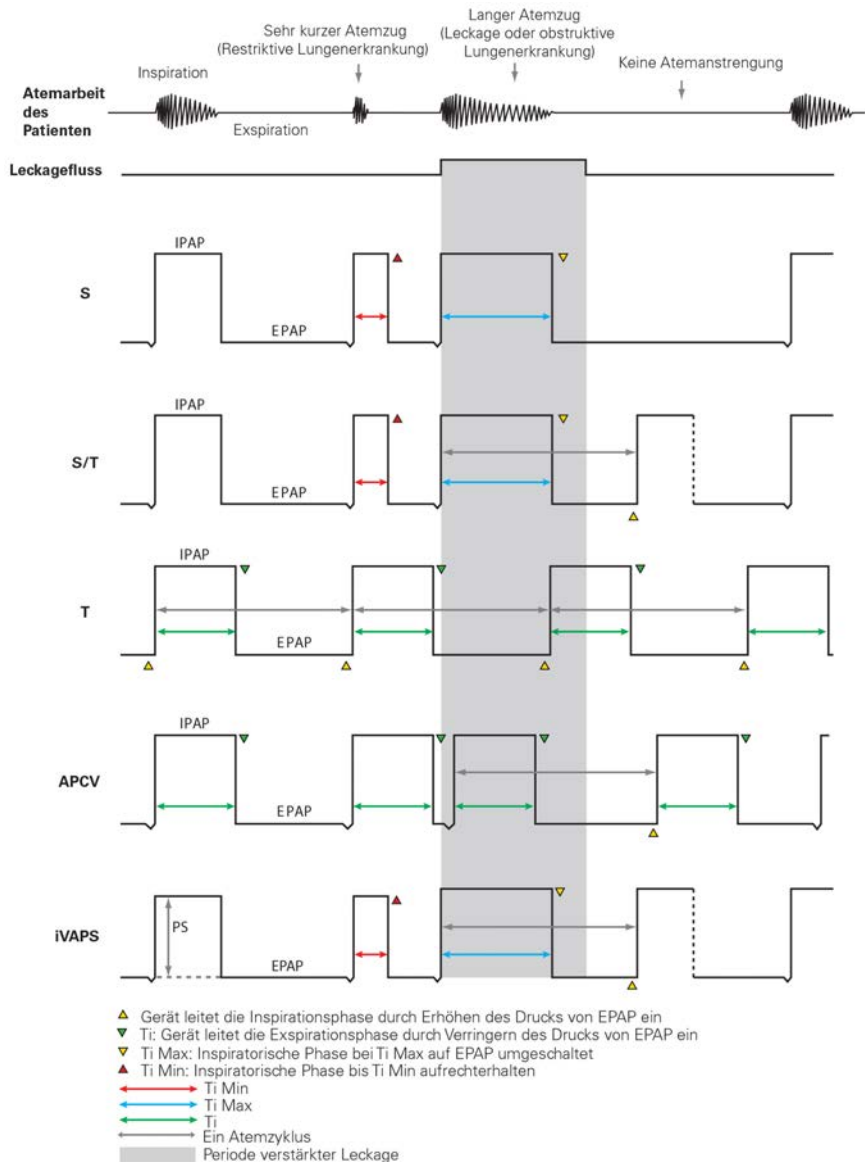 Sehr kurzer Atemzug
(Restriktive Lungenerkrankung)
Langer Atemzug
(Leckage oder obstruktive
Lungenerkrankung)
Keine Atemanstrengung
Inspiration
Atemarbeit
des
Patienten
Exspiration
Leckagefluss
IPAP
S
EPAP
IPAP
S/T
EPAP
IPAP
T
EPAP
IPAP
APCV
EPAP
PS
iVAPS
EPAP
Gerät leitet die Inspirationsphase durch Erhöhen des Drucks von EPAP ein
Ti: Gerät leitet die Exspirationsphase durch Verringern des Drucks von EPAP ein
Ti Max: Inspiratorische Phase bei Ti Max auf EPAP umgeschaltet
Ti Min: Inspiratorische Phase bis Ti Min aufrechterhalten
Ti Min
Ti Max
Ti
Ein Atemzyklus
Periode verstärkter Leckage